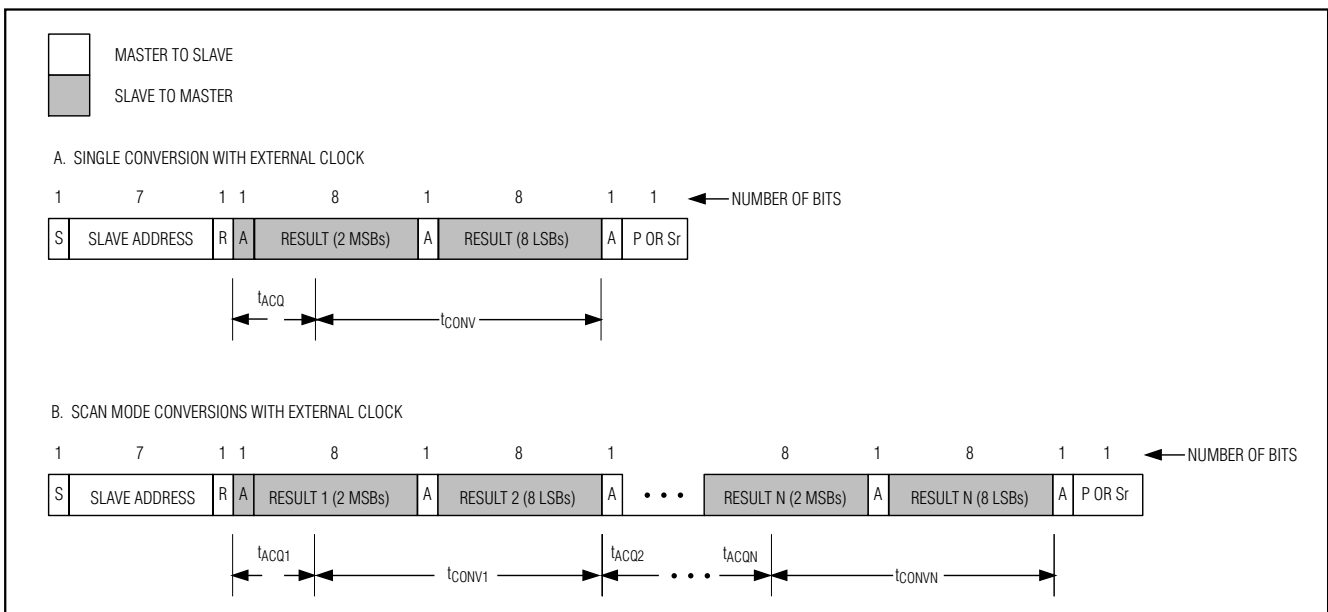 MASTER TO SLAVE
SLAVE TO MASTER
A. SINGLE CONVERSION WITH EXTERNAL CLOCK
1 7 1 1 8 1 8 1 1 NUMBER OF BITS
S SLAVE ADDRESS R A RESULT (2 MSBs) A RESULT (8 LSBs) A P OR Sr
tACQ
tCONV
B. SCAN MODE CONVERSIONS WITH EXTERNAL CLOCK
1 7 1 1 8 1 8 1 8 1 8 1 1 NUMBER OF BITS
S SLAVE ADDRESS R A RESULT 1 (2 MSBs) A RESULT 2 (8 LSBs) A • • • RESULT N (2 MSBs) A RESULT N (8 LSBs) A P OR Sr
tACQ1 tACQ2 tACQN
tCONV1 • • • tCONVN